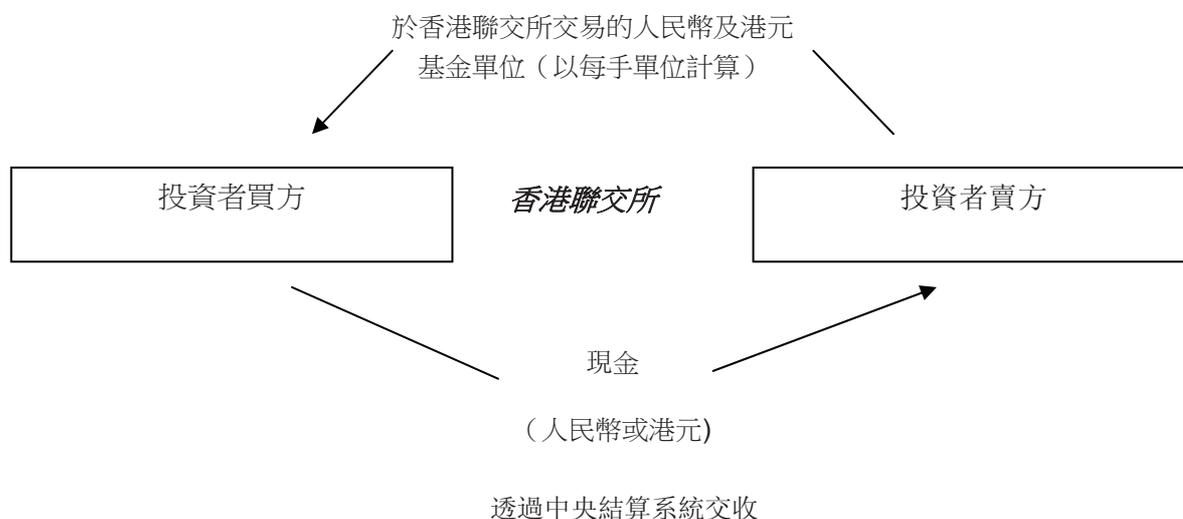 於香港聯交所交易的人民幣及港元
基金單位（以每手單位計算）
投資者買方
香港聯交所
投資者賣方
現金
（人民幣或港元)
透過中央結算系統交收